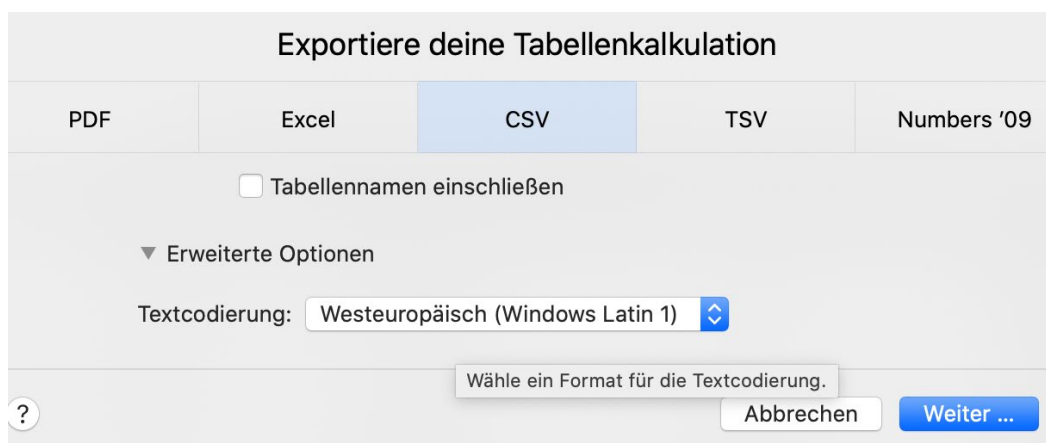 Exportiere deine Tabellenkalkulation
PDF Excel CSV TSV Numbers '09
Tabellennamen einschließen
Erweiterte Optionen
Textcodierung: Westeuropäisch (Windows Latin 1)
Wähle ein Format für die Textcodierung.
? Abbrechen Weiter ...